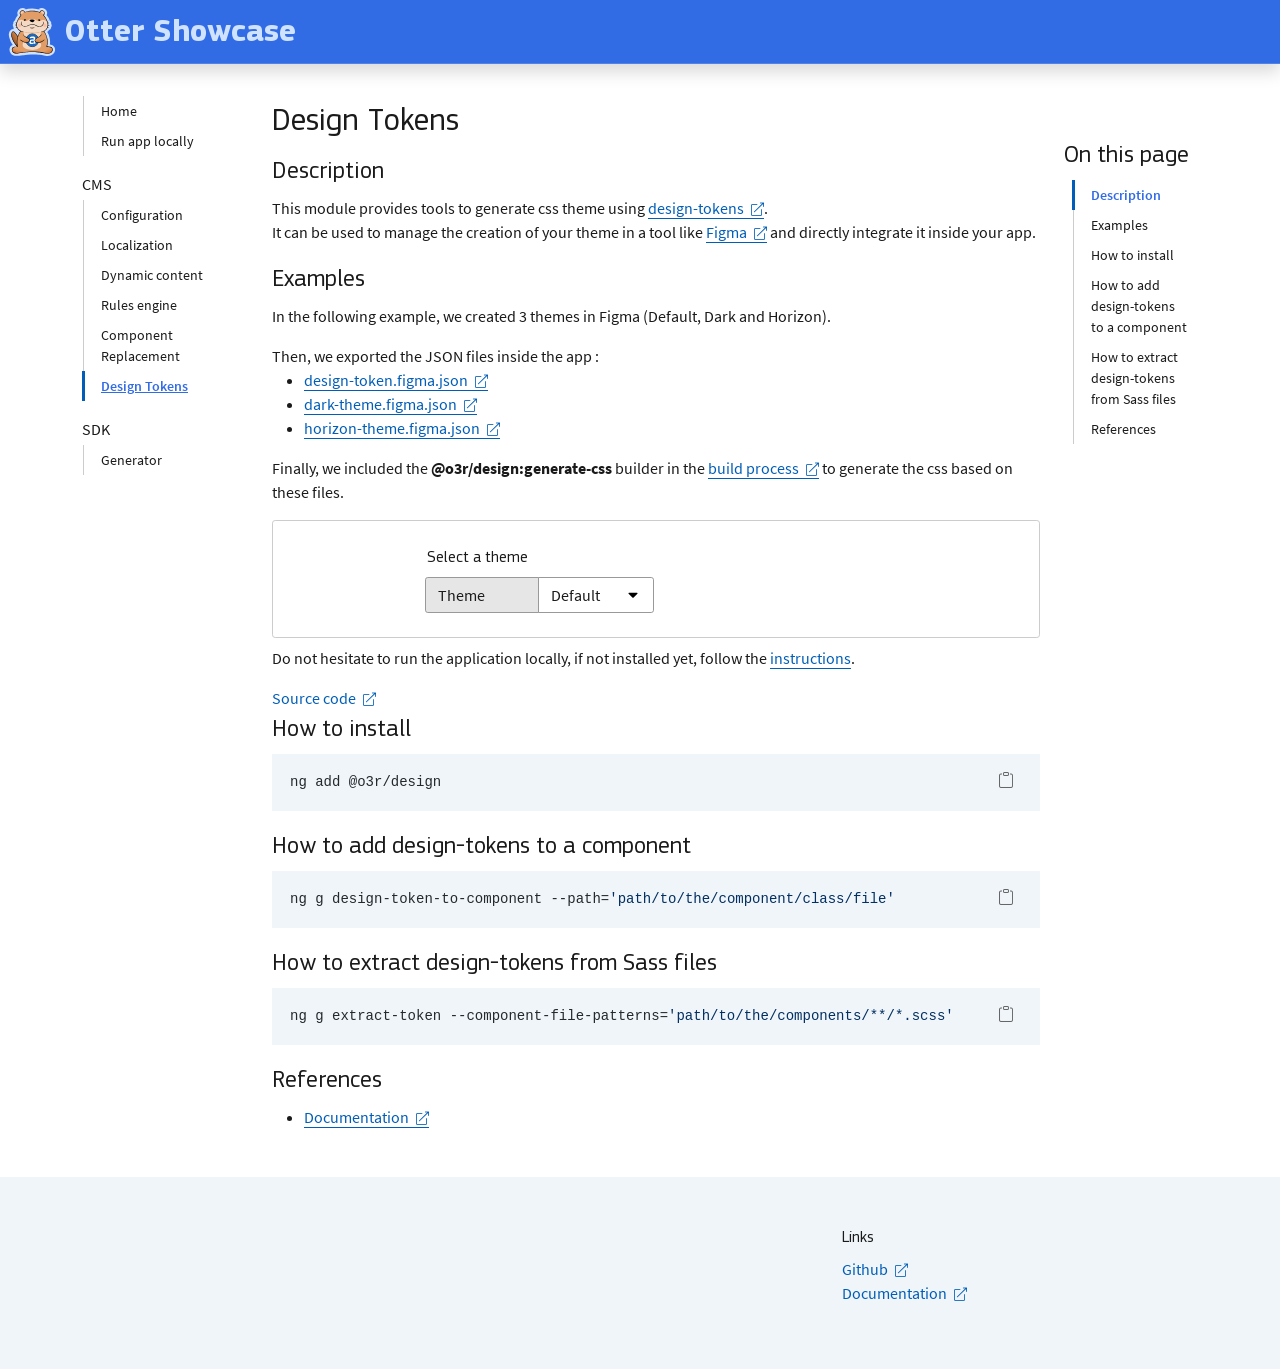 Otter Showcase
Home
Run app locally
CMS
Configuration
Localization
Dynamic content
Rules engine
Component
Replacement
Design Tokens
SDK
Generator
Design Tokens
Description
This module provides tools to generate css theme using design-tokens.
It can be used to manage the creation of your theme in a tool like Figma and directly integrate it inside your app.
Examples
In the following example, we created 3 themes in Figma (Default, Dark and Horizon).
Then, we exported the JSON files inside the app :
design-token.figma.json
dark-theme.figma.json
horizon-theme.figma.json
Finally, we included the @o3r/design:generate-css builder in the build process to generate the css based on
these files.
Select a theme
Theme Default
Do not hesitate to run the application locally, if not installed yet, follow the instructions.
Source code
How to install
ng add @o3r/design
How to add design-tokens to a component
ng g design-token-to-component --path='path/to/the/component/class/file'
How to extract design-tokens from Sass files
ng g extract-token --component-file-patterns='path/to/the/components/**/*.scss'
References
Documentation
On this page
Description
Examples
How to install
How to add
design-tokens
to a component
How to extract
design-tokens
from Sass files
References
Links
Github
Documentation